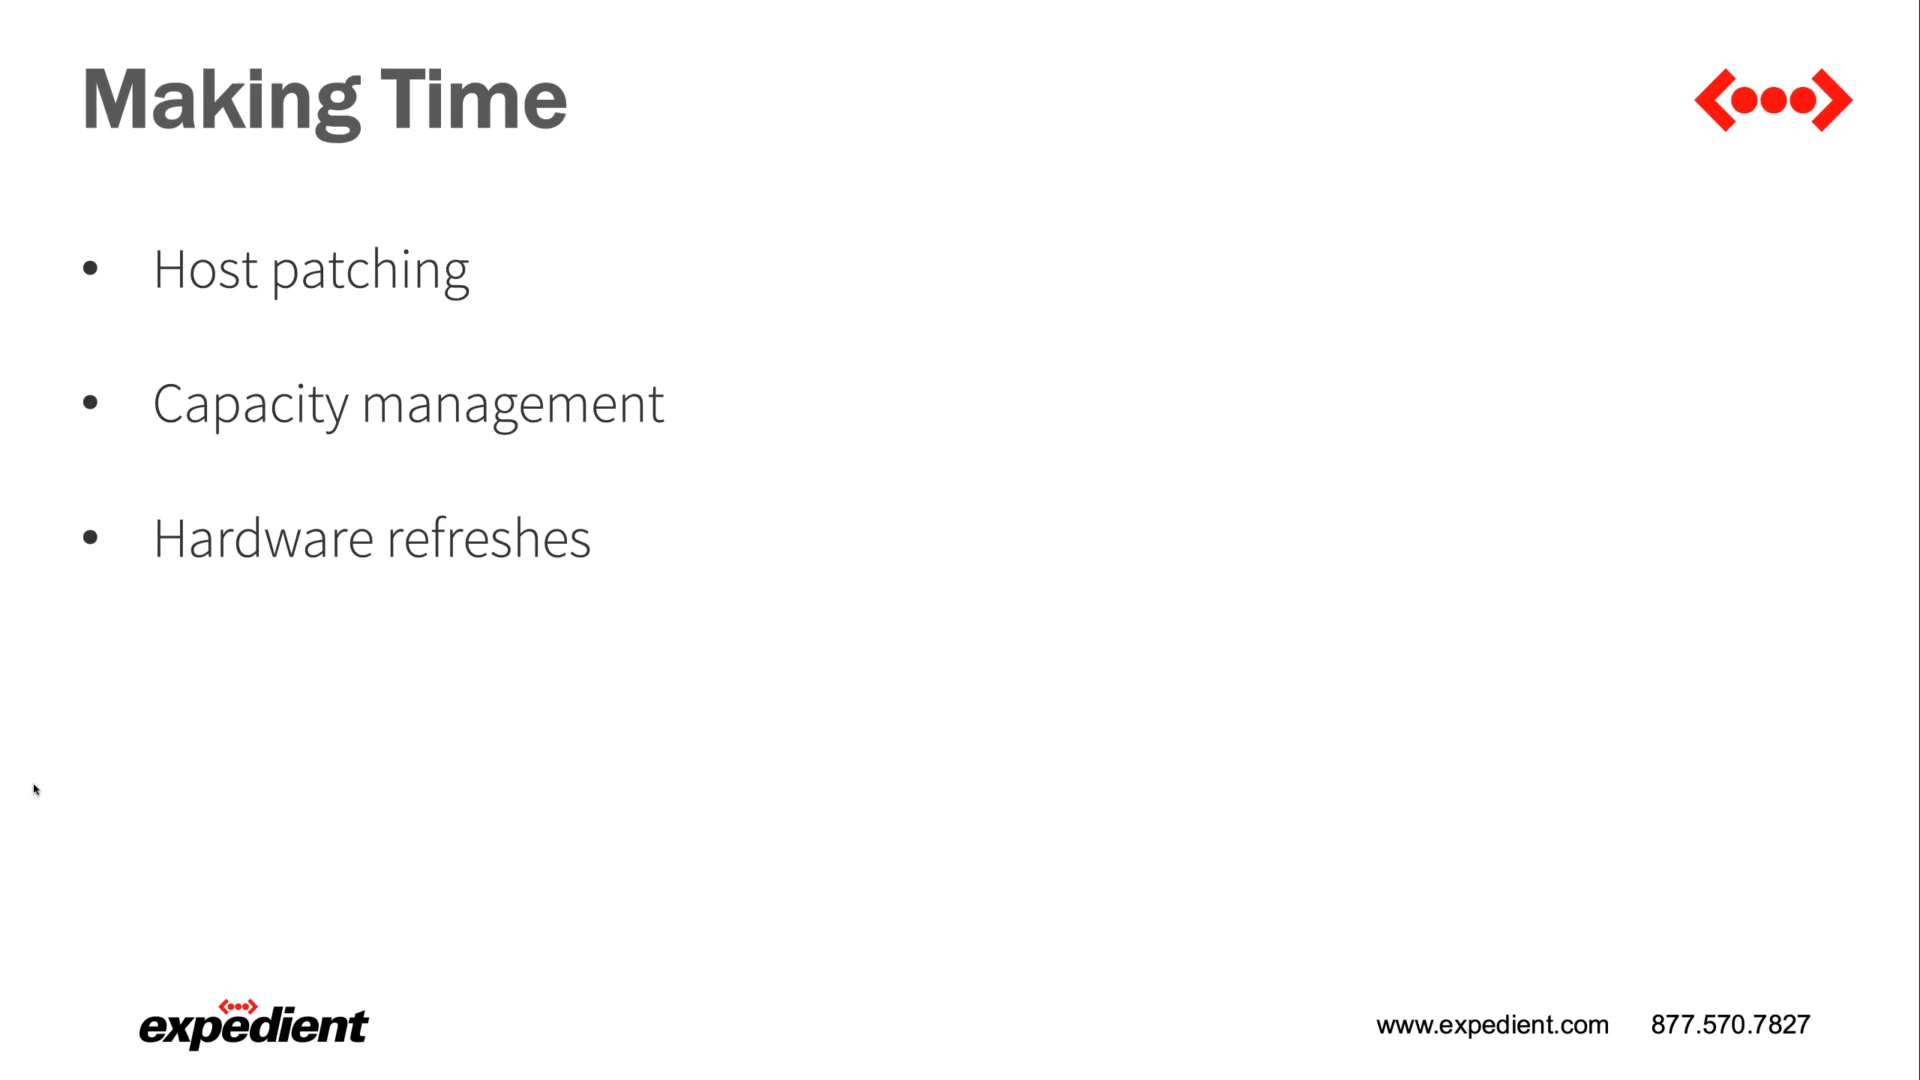 Making Time
• Host patching
• Capacity management
• Hardware refreshes
expedient
www.expedient.com 877.570.7827